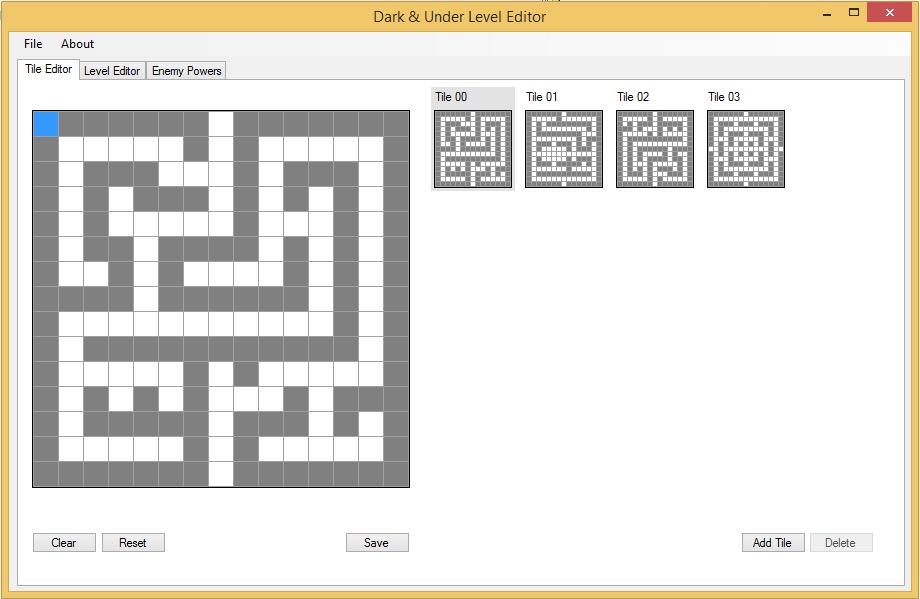 Dark & Under Level Editor
File About
Tile Editor Level Editor Enemy Powers
Tile 00 Tile 01 Tile 02 Tile 03
Clear Reset Save Add Tile Delete